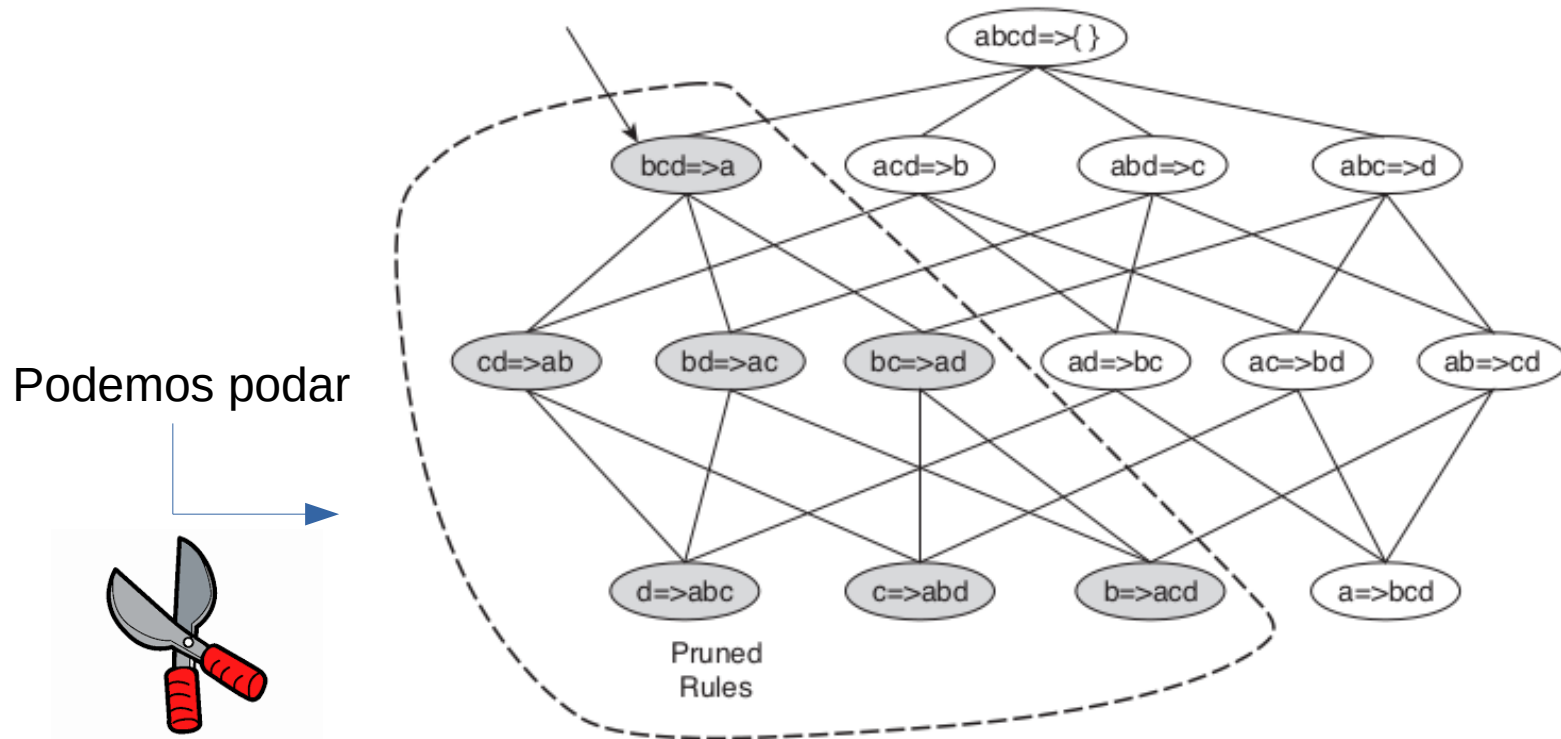 abcd=>{ }
bcd=>a
acd=>b
abd=>c
abc=>d
cd=>ab
bd=>ac
bc=>ad
ad=>bc
ac=>bd
ab=>cd
Podemos podar
d=>abc
c=>abd
b=>acd
a=>bcd
Pruned
Rules